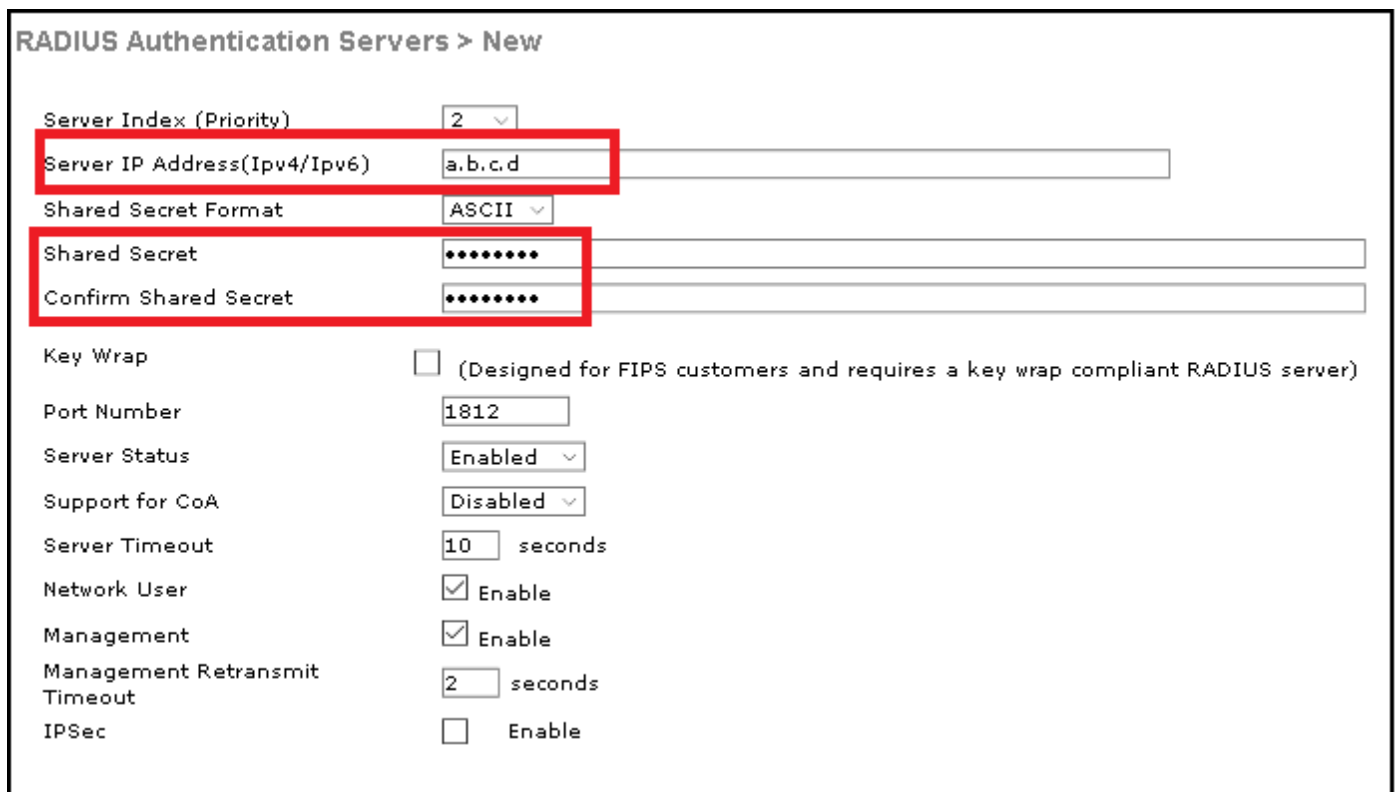 RADIUS Authentication Servers > New
Server Index (Priority) 2
Server IP Address(Ipv4/Ipv6) a.b.c.d
Shared Secret Format ASCII
Shared Secret ••••••••
Confirm Shared Secret ••••••••
Key Wrap (Designed for FIPS customers and requires a key wrap compliant RADIUS server)
Port Number 1812
Server Status Enabled
Support for CoA Disabled
Server Timeout 10 seconds
Network User Enable
Management Enable
Management Retransmit
Timeout 2 seconds
IPSec Enable